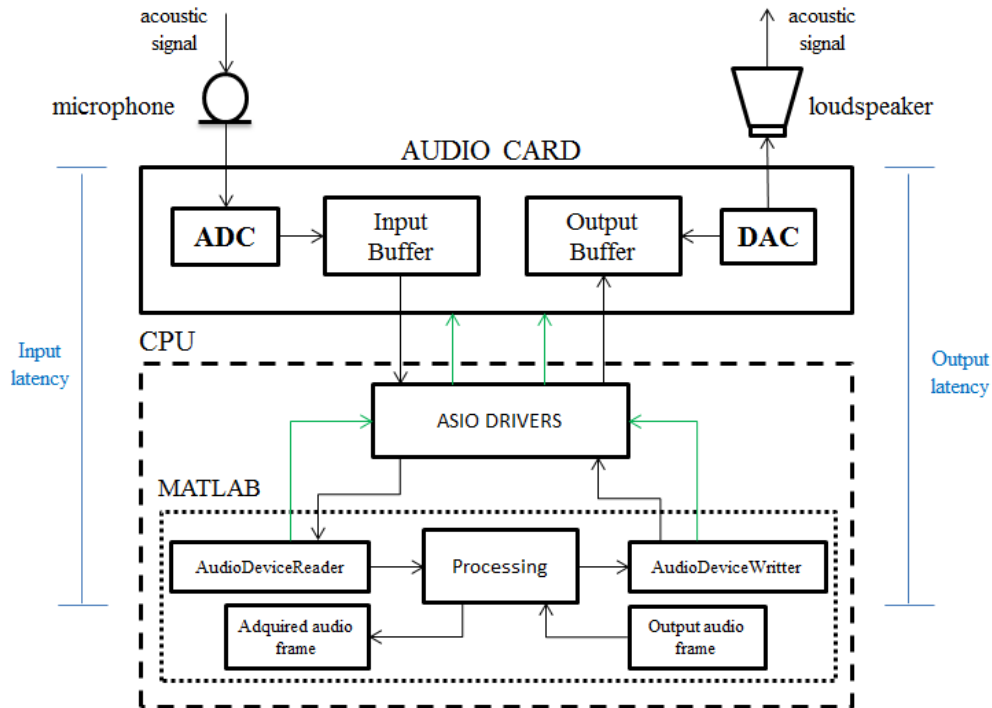 acoustic
signal
acoustic
signal
microphone
loudspeaker
AUDIO CARD
ADC
Input
Buffer
Output
Buffer
DAC
CPU
Input
latency
Output
latency
ASIO DRIVERS
MATLAB
AudioDeviceReader
Processing
AudioDeviceWritter
Adquired audio
frame
Output audio
frame